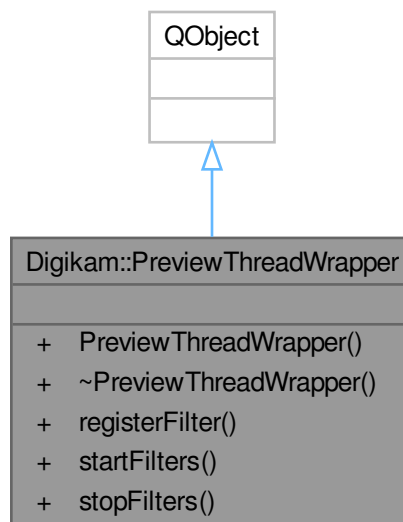 QObject
Digikam::PreviewThreadWrapper
+ PreviewThreadWrapper()
+ ~PreviewThreadWrapper()
+ registerFilter()
+ startFilters()
+ stopFilters()